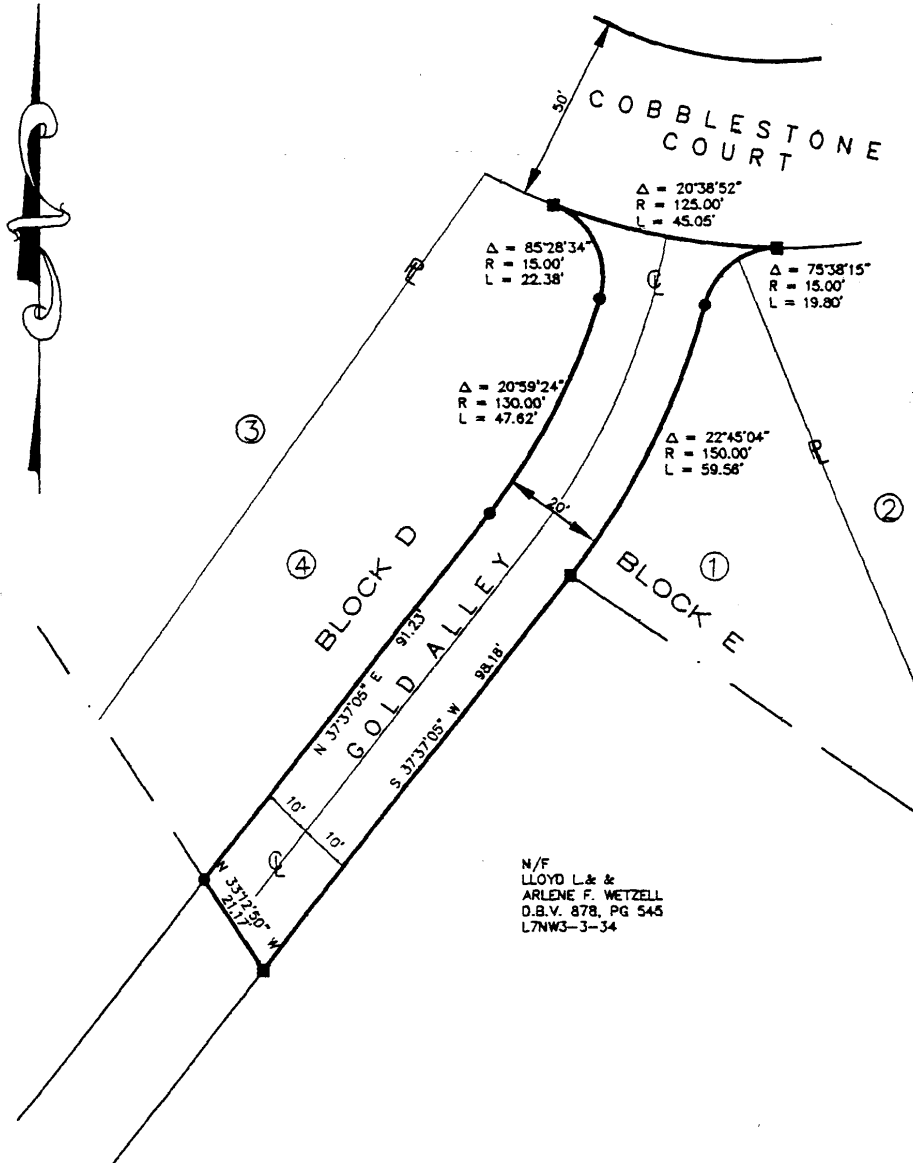 50'
COBBLESTONE
COURT
Δ = 20°38'52"
R = 125.00'
L = 45.05'
Δ = 85°28'34"
R = 15.00'
L = 22.38'
Δ = 75°38'15"
R = 15.00'
L = 19.80'
℄
℄
Δ = 20°59'24"
R = 130.00'
L = 47.62'
Δ = 22°45'04"
R = 150.00'
L = 59.56'
③
④
②
①
20'
BLOCK D
BLOCK E
GOLD ALLEY
N 37°37'05" E 91.23'
S 37°37'05" W 98.18'
10'
10'
N 33°12'50" W
21.17'
N/F
LLOYD L.& &
ARLENE F. WETZELL
D.B.V. 878, PG 545
L7NW3-3-34